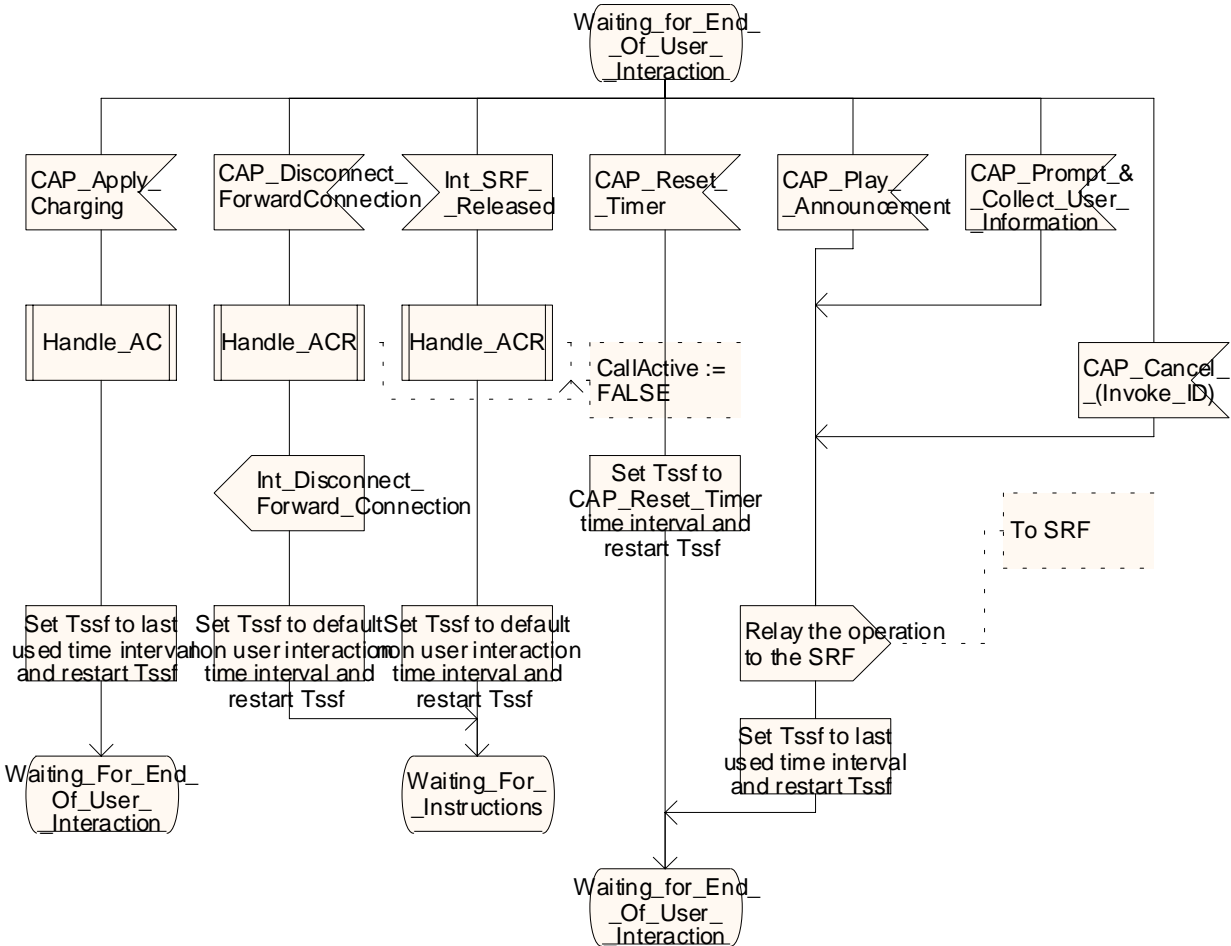 Waiting_for_End_
_Of_User_
_Interaction
CAP_Apply_
Charging
CAP_Disconnect_
ForwardConnection
Int_SRF_
_Released
CAP_Reset_
_Timer
CAP_Play_
_Announcement
CAP_Prompt_&
_Collect_User_
_Information
Handle_AC
Handle_ACR
Handle_ACR
CallActive :=
FALSE
CAP_Cancel_
_(Invoke_ID)
Int_Disconnect_
Forward_Connection
Set Tssf to
CAP_Reset_Timer
time interval and
restart Tssf
To SRF
Set Tssf to last
used time interval
and restart Tssf
Set Tssf to default
non user interaction
time interval and
restart Tssf
Set Tssf to default
non user interaction
time interval and
restart Tssf
Relay the operation
to the SRF
Set Tssf to last
used time interval
and restart Tssf
Waiting_For_End_
Of_User_
_Interaction
Waiting_For_
_Instructions
Waiting_for_End_
_Of_User_
_Interaction